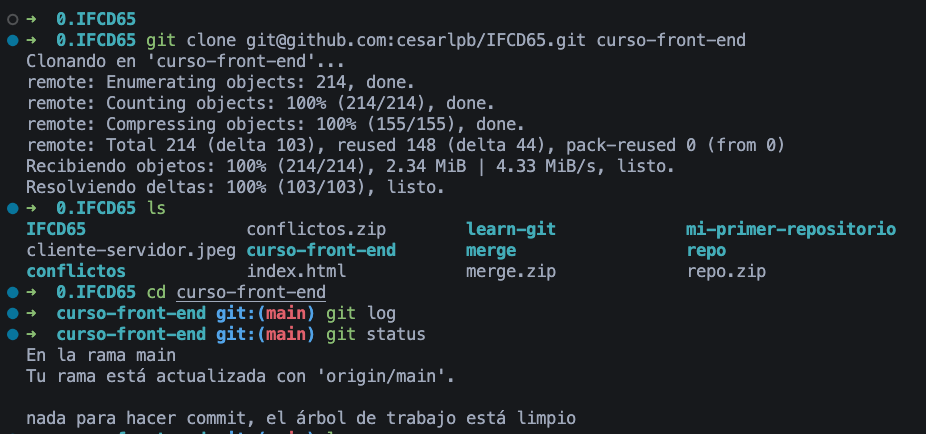 → 0.IFCD65
→ 0.IFCD65 git clone git@github.com:cesarlpb/IFCD65.git curso-front-end
Clonando en 'curso-front-end'...
remote: Enumerating objects: 214, done.
remote: Counting objects: 100% (214/214), done.
remote: Compressing objects: 100% (155/155), done.
remote: Total 214 (delta 103), reused 148 (delta 44), pack-reused 0 (from 0)
Recibiendo objetos: 100% (214/214), 2.34 MiB | 4.33 MiB/s, listo.
Resolviendo deltas: 100% (103/103), listo.
→ 0.IFCD65 ls
IFCD65 conflictos.zip learn-git mi-primer-repositorio
cliente-servidor.jpeg curso-front-end merge repo
conflictos index.html merge.zip repo.zip
→ 0.IFCD65 cd curso-front-end
→ curso-front-end git:(main) git log
→ curso-front-end git:(main) git status
En la rama main
Tu rama está actualizada con 'origin/main'.
nada para hacer commit, el árbol de trabajo está limpio
curso-front-end git:(main)